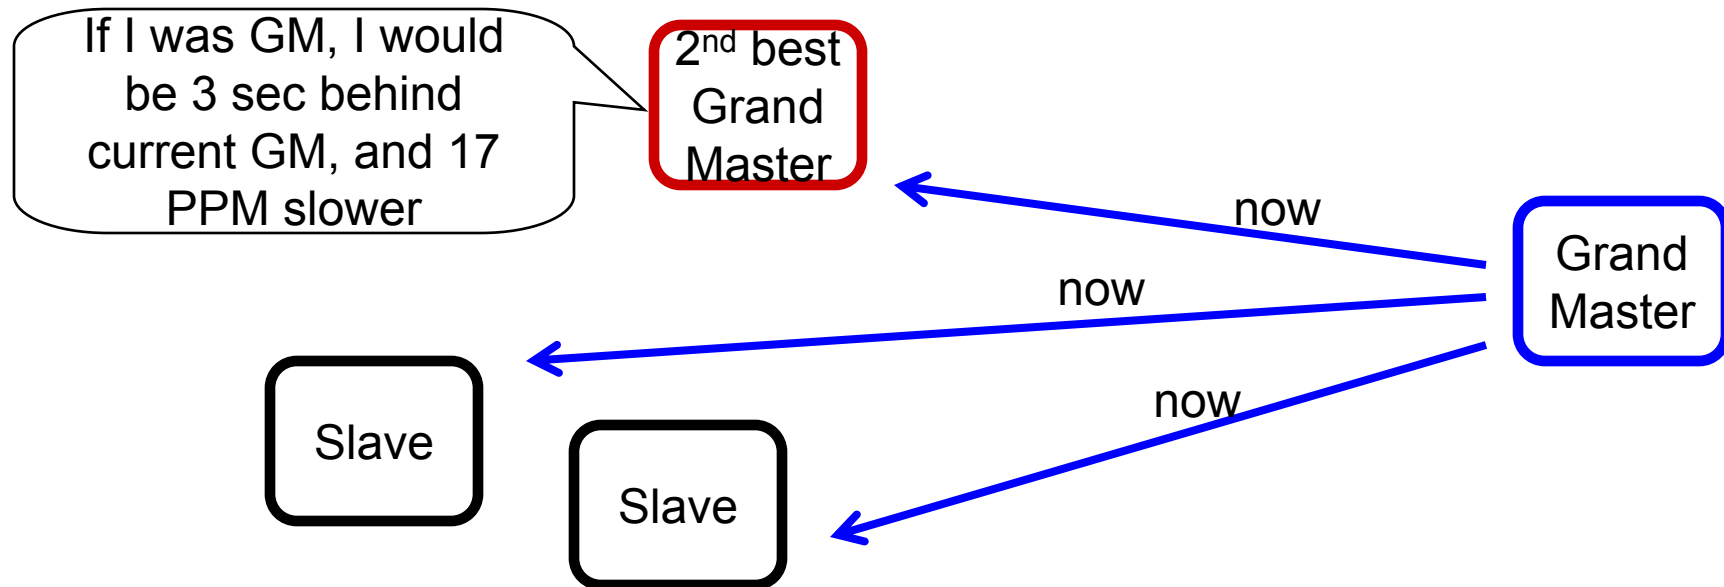 If I was GM, I would
be 3 sec behind
current GM, and 17
PPM slower
2nd best
Grand
Master
now
Grand
Master
now
now
Slave
Slave